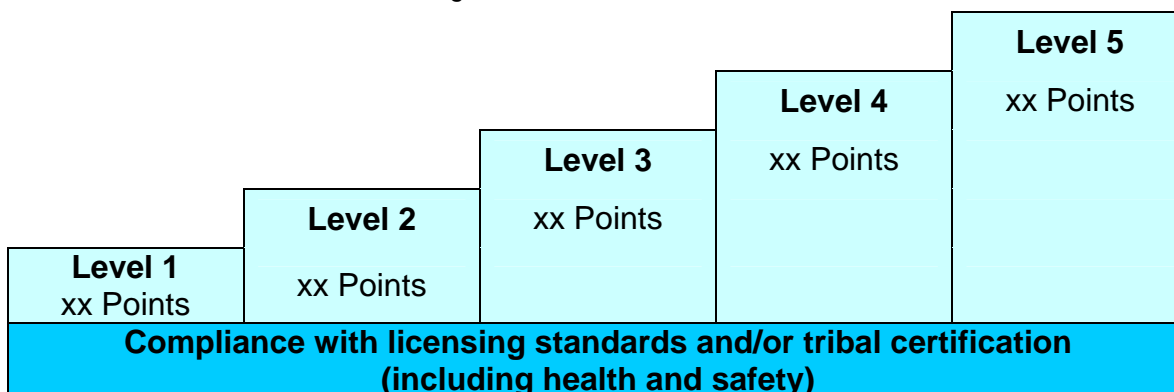 Level 5
xx Points
Level 4
xx Points
Level 3
xx Points
Level 2
xx Points
Level 1
xx Points
Compliance with licensing standards and/or tribal certification
(including health and safety)